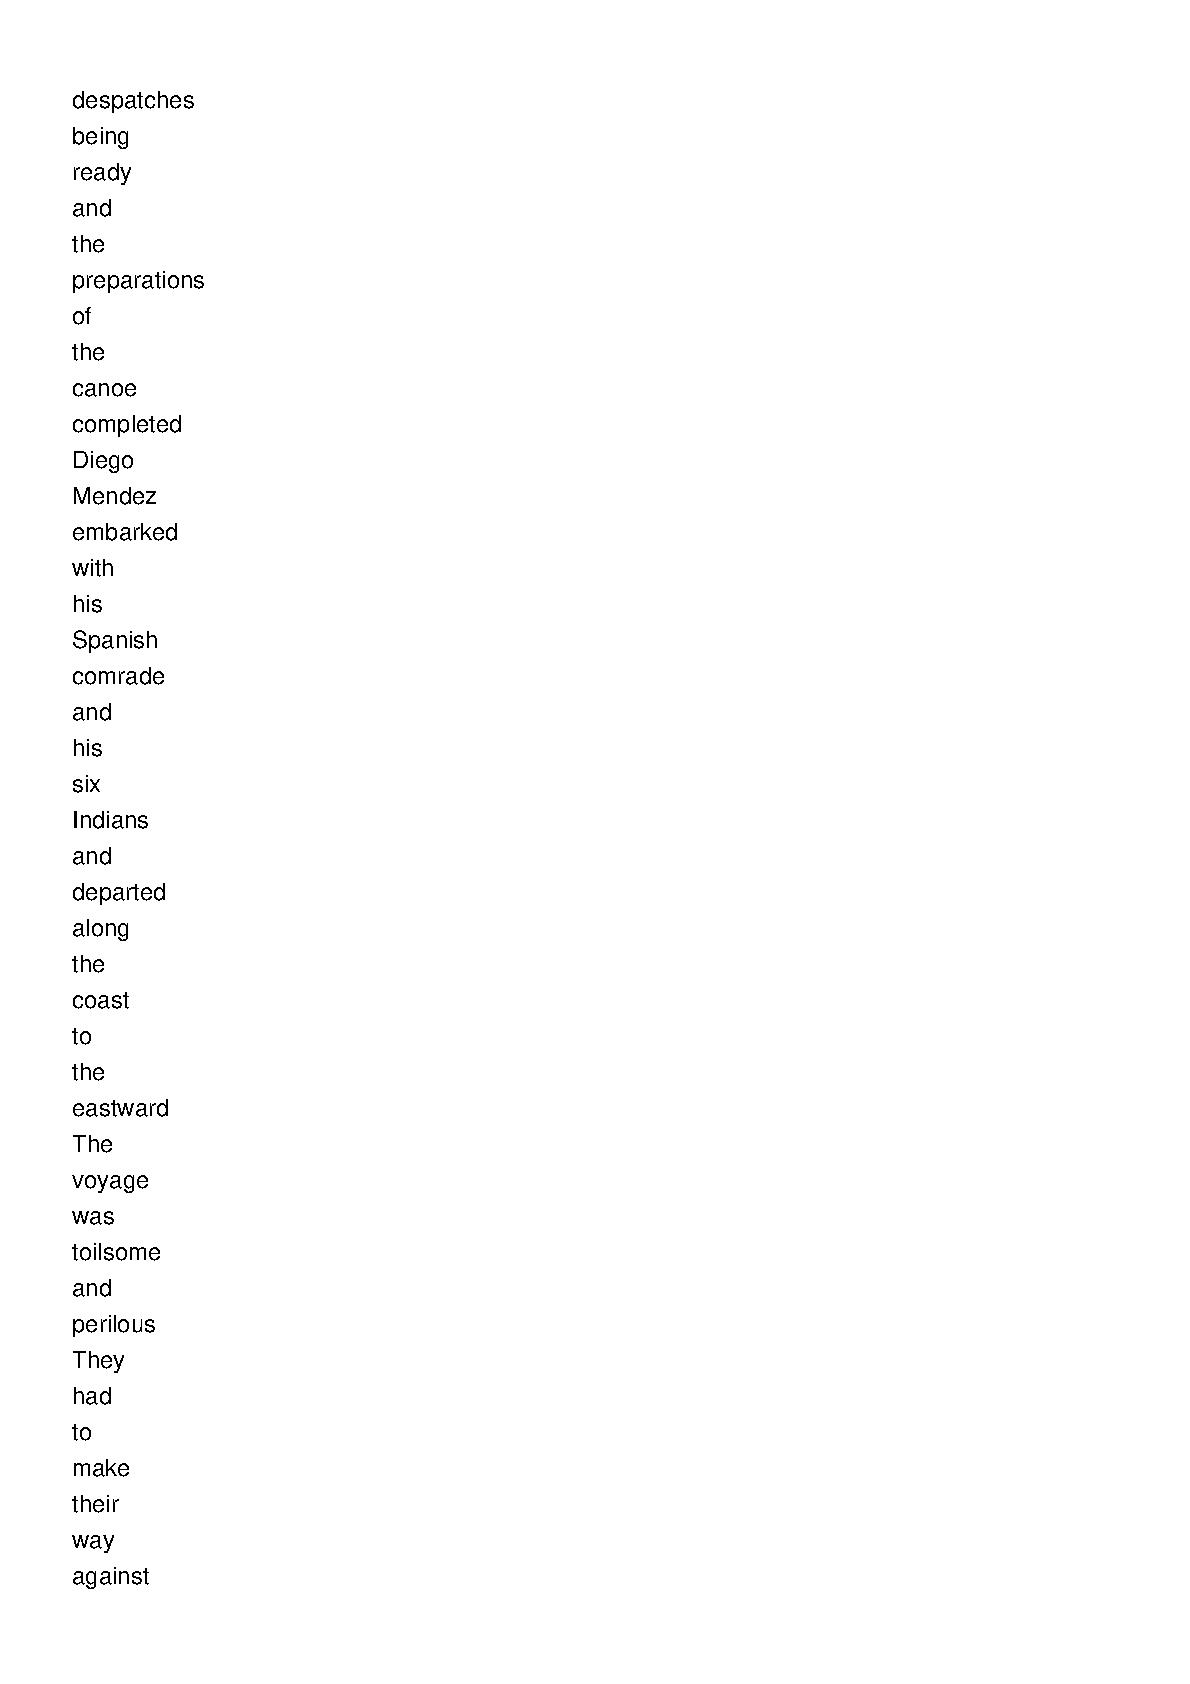 despatches
being
ready
and
the
preparations
of
the
canoe
completed
Diego
Mendez
embarked
with
his
Spanish
comrade
and
his
six
Indians
and
departed
along
the
coast
to
the
eastward
The
voyage
was
toilsome
and
perilous
They
had
to
make
their
way
against